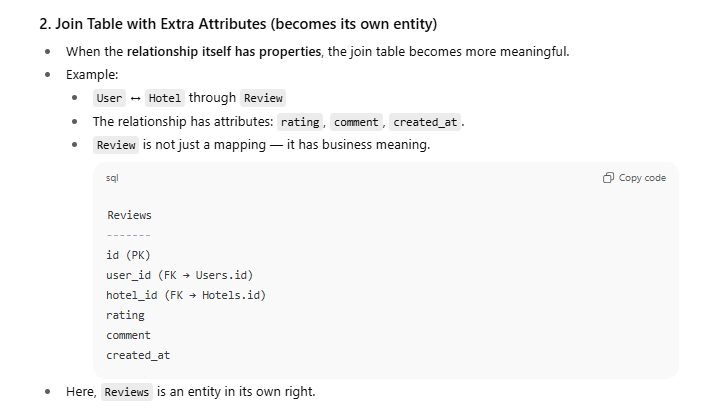 2. Join Table with Extra Attributes (becomes its own entity)
• When the relationship itself has properties, the join table becomes more meaningful.
• Example:
• User ↔ Hotel through Review
• The relationship has attributes: rating, comment, created_at.
• Review is not just a mapping — it has business meaning.
sql Copy code
Reviews
-------
id (PK)
user_id (FK → Users.id)
hotel_id (FK → Hotels.id)
rating
comment
created_at
• Here, Reviews is an entity in its own right.